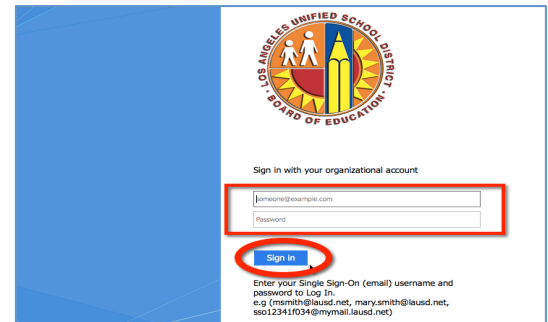 LOS ANGELES UNIFIED SCHOOL DISTRICT · BOARD OF EDUCATION ·
Sign in with your organizational account
someone@example.com
Password
Sign in
Enter your Single Sign-On (email) username and
password to Log In.
e.g (msmith@lausd.net, mary.smith@lausd.net,
sso12341f034@mymail.lausd.net)